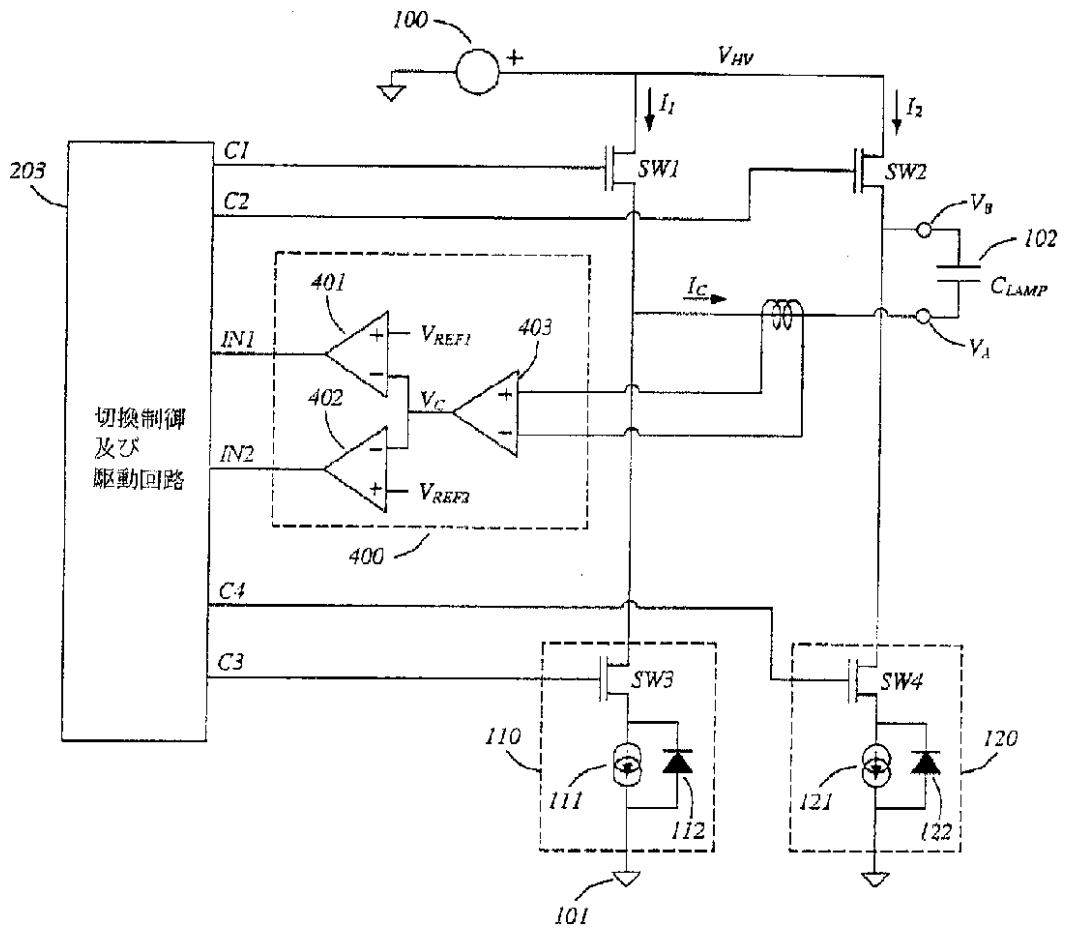 100
+
V_HV
I_1
I_2
203
C1
SW1
SW2
C2
V_B
102
C_LAMP
400
401
+
V_REF1
−
I_C
V_A
IN1
403
切換制御
及び
駆動回路
402
V_C
+
−
−
IN2
+
V_REF2
400
C4
C3
SW3
SW4
110
111
112
120
121
122
101